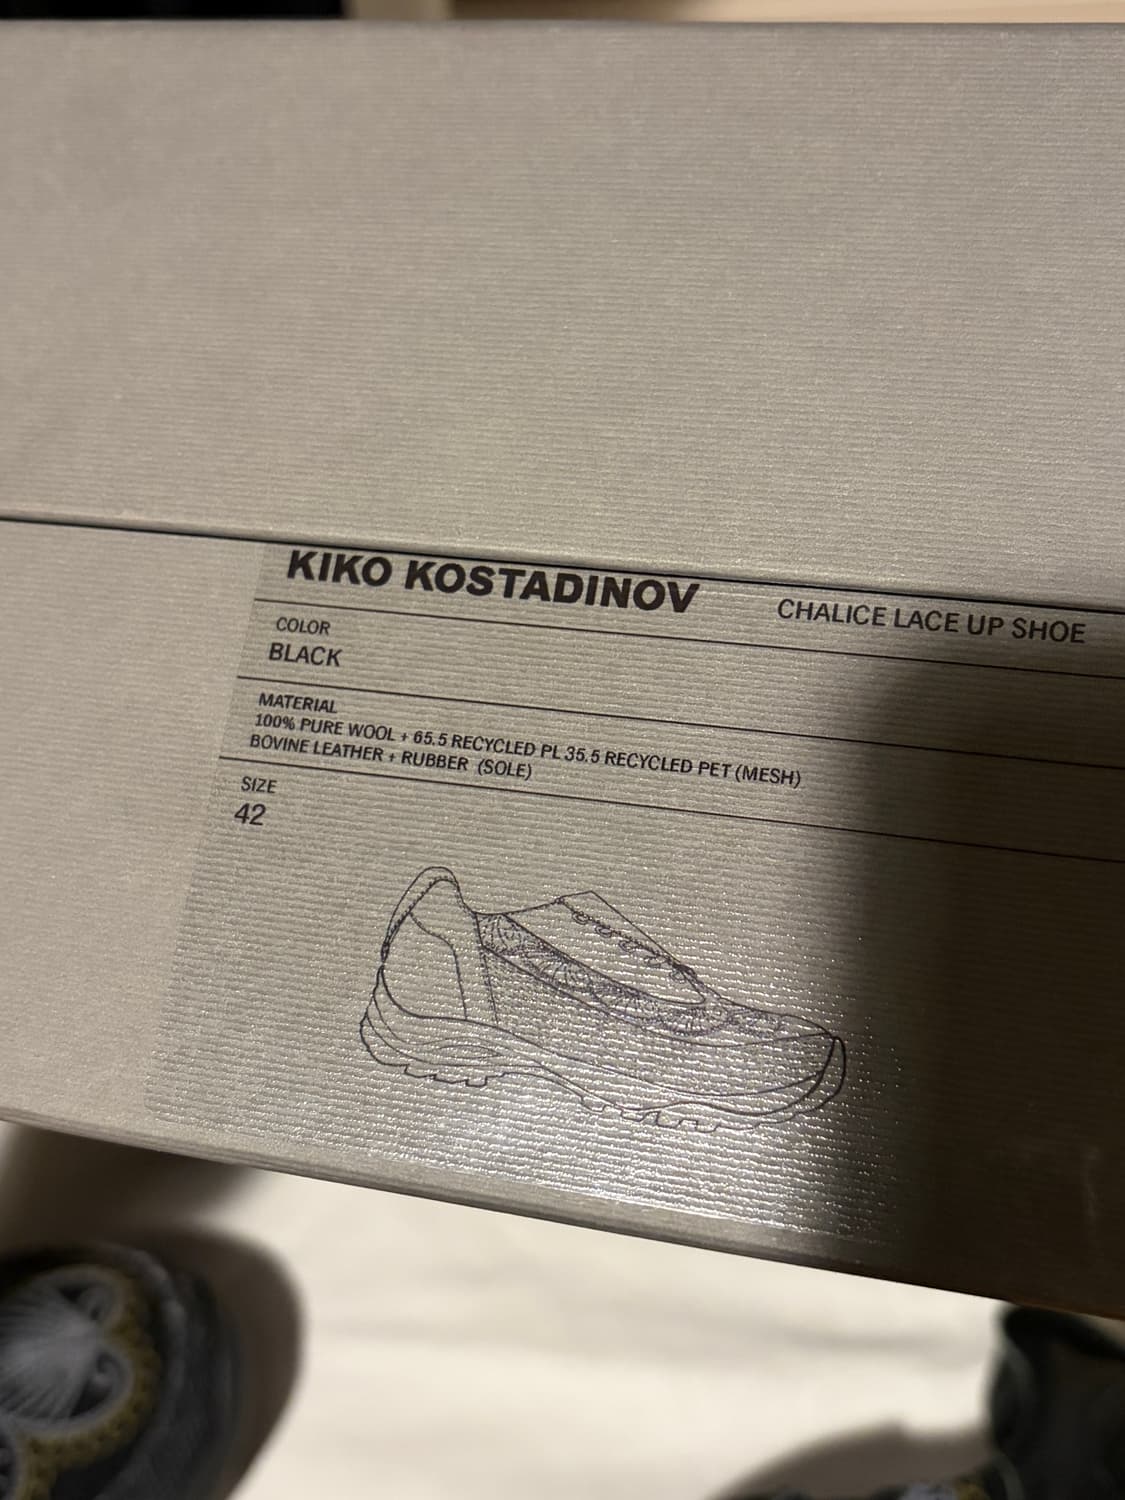 KIKO KOSTADINOV CHALICE LACE UP SHOE
COLOR
BLACK
MATERIAL
100% PURE WOOL + 65.5 RECYCLED PL 35.5 RECYCLED PET (MESH)
BOVINE LEATHER + RUBBER (SOLE)
SIZE
42